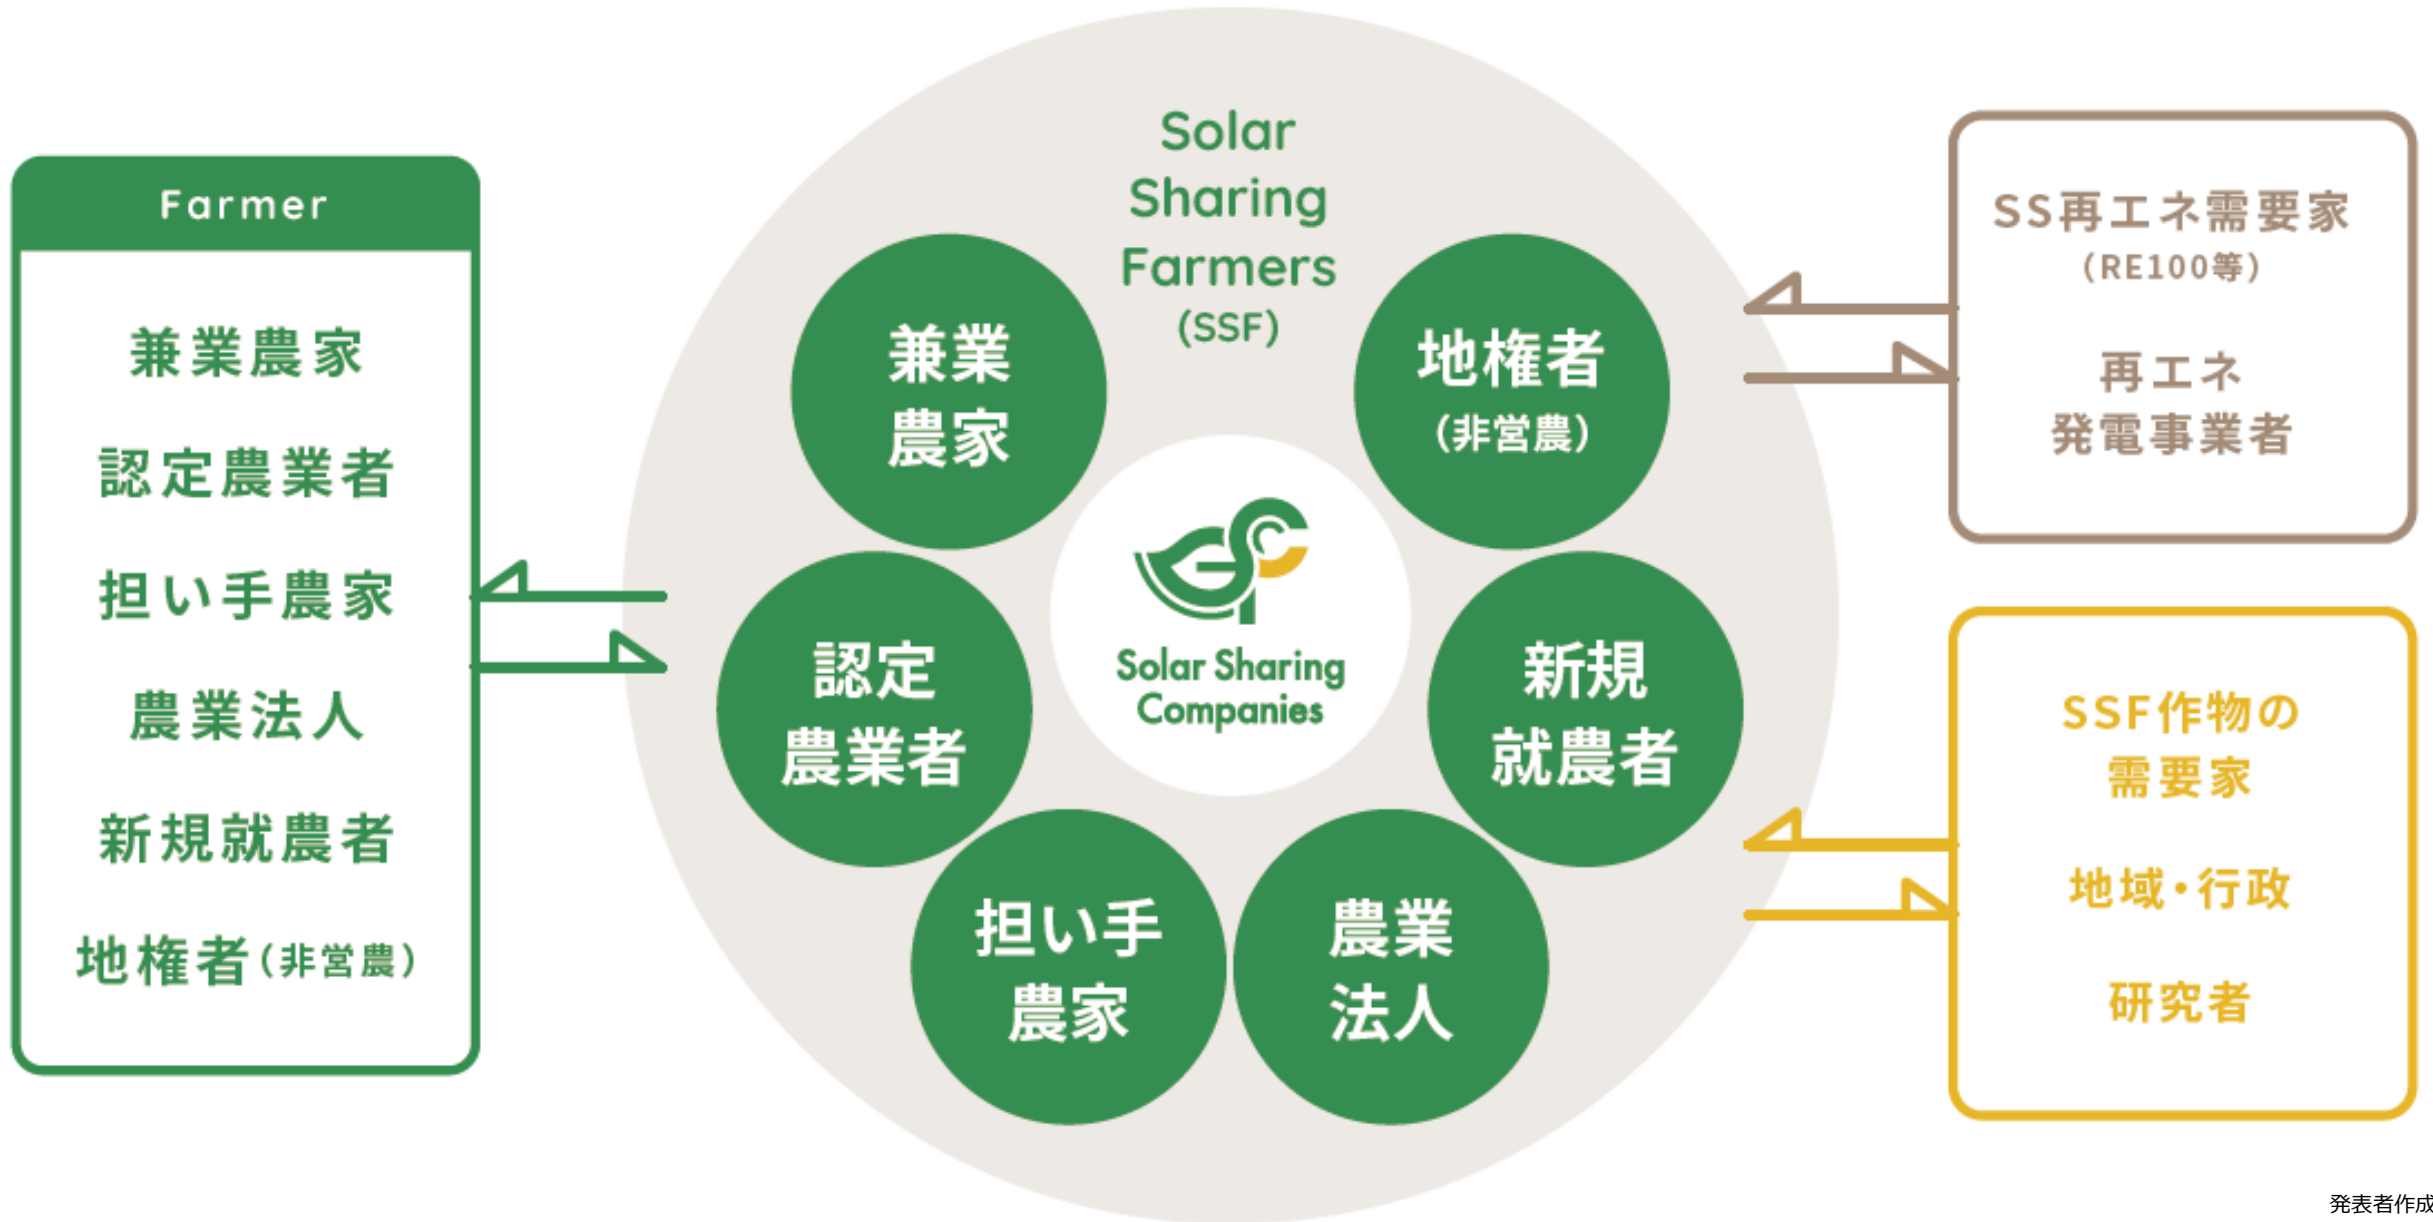 Farmer
兼業農家
認定農業者
担い手農家
農業法人
新規就農者
地権者(非営農)
Solar
Sharing
Farmers
(SSF)
兼業
農家
地権者
(非営農)
認定
農業者
新規
就農者
担い手
農家
農業
法人
Solar Sharing
Companies
SS再エネ需要家
(RE100等)
再エネ
発電事業者
SSF作物の
需要家
地域・行政
研究者
発表者作成